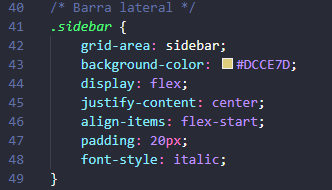 40 /* Barra lateral */
41 .sidebar {
42 grid-area: sidebar;
43 background-color: #DCCE7D;
44 display: flex;
45 justify-content: center;
46 align-items: flex-start;
47 padding: 20px;
48 font-style: italic;
49 }